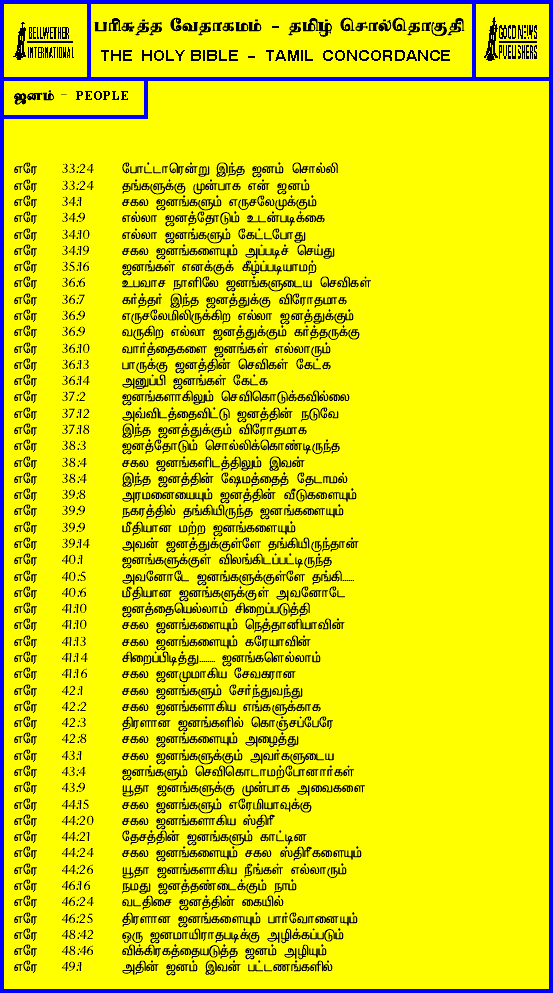 BELLWETHER
INTERNATIONAL
பரிசுத்த வேதாகமம் - தமிழ் சொல்தொகுதி
THE HOLY BIBLE - TAMIL CONCORDANCE
GOOD NEWS
PUBLISHERS
ஜனம் - PEOPLE
எரே 33:24 போட்டாரென்று இந்த ஜனம் சொல்லி
எரே 33:24 தங்களுக்கு முன்பாக என் ஜனம்
எரே 34:1 சகல ஜனங்களும் எருசலேமுக்கும்
எரே 34:9 எல்லா ஜனத்தோடும் உடன்படிக்கை
எரே 34:10 எல்லா ஜனங்களும் கேட்டபோது
எரே 34:19 சகல ஜனங்களையும் அப்படிச் செய்து
எரே 35:16 ஜனங்கள் எனக்குக் கீழ்ப்படியாமற்
எரே 36:6 உபவாச நாளிலே ஜனங்களுடைய செவிகள்
எரே 36:7 கர்த்தர் இந்த ஜனத்துக்கு விரோதமாக
எரே 36:9 எருசலேமிலிருக்கிற எல்லா ஜனத்துக்கும்
எரே 36:9 வருகிற எல்லா ஜனத்துக்கும் கர்த்தருக்கு
எரே 36:10 வார்த்தைகளை ஜனங்கள் எல்லாரும்
எரே 36:13 பாருக்கு ஜனத்தின் செவிகள் கேட்க
எரே 36:14 அனுப்பி ஜனங்கள் கேட்க
எரே 37:2 ஜனங்களாகிலும் செவிகொடுக்கவில்லை
எரே 37:12 அவ்விடத்தைவிட்டு ஜனத்தின் நடுவே
எரே 37:18 இந்த ஜனத்துக்கும் விரோதமாக
எரே 38:3 ஜனத்தோடும் சொல்லிக்கொண்டிருந்த
எரே 38:4 சகல ஜனங்களிடத்திலும் இவன்
எரே 38:4 இந்த ஜனத்தின் ஷேமத்தைத் தேடாமல்
எரே 39:8 அரமனையையும் ஜனத்தின் வீடுகளையும்
எரே 39:9 நகரத்தில் தங்கியிருந்த ஜனங்களையும்
எரே 39:9 மீதியான மற்ற ஜனங்களையும்
எரே 39:14 அவன் ஜனத்துக்குள்ளே தங்கியிருந்தான்
எரே 40:1 ஜனங்களுக்குள் விலங்கிடப்பட்டிருந்த
எரே 40:5 அவனோடே ஜனங்களுக்குள்ளே தங்கி.....
எரே 40:6 மீதியான ஜனங்களுக்குள் அவனோடே
எரே 41:10 ஜனத்தையெல்லாம் சிறைப்படுத்தி
எரே 41:10 சகல ஜனங்களையும் நெத்தானியாவின்
எரே 41:13 சகல ஜனங்களையும் கரேயாவின்
எரே 41:14 சிறைப்பிடித்து....... ஜனங்களெல்லாம்
எரே 41:16 சகல ஜனமுமாகிய சேவகரான
எரே 42:1 சகல ஜனங்களும் சேர்ந்துவந்து
எரே 42:2 சகல ஜனங்களாகிய எங்களுக்காக
எரே 42:3 திரளான ஜனங்களில் கொஞ்சப்பேரே
எரே 42:8 சகல ஜனங்களையும் அழைத்து
எரே 43:1 சகல ஜனங்களுக்கும் அவர்களுடைய
எரே 43:4 ஜனங்களும் செவிகொடாமற்போனார்கள்
எரே 43:9 யூதா ஜனங்களுக்கு முன்பாக அவைகளை
எரே 44:15 சகல ஜனங்களும் எரேமியாவுக்கு
எரே 44:20 சகல ஜனங்களாகிய ஸ்திரீ
எரே 44:21 தேசத்தின் ஜனங்களும் காட்டின
எரே 44:24 சகல ஜனங்களையும் சகல ஸ்திரீகளையும்
எரே 44:26 யூதா ஜனங்களாகிய நீங்கள் எல்லாரும்
எரே 46:16 நமது ஜனத்தண்டைக்கும் நாம்
எரே 46:24 வடதிசை ஜனத்தின் கையில்
எரே 46:25 திரளான ஜனங்களையும் பார்வோனையும்
எரே 48:42 ஒரு ஜனமாயிராதபடிக்கு அழிக்கப்படும்
எரே 48:46 விக்கிரகத்தையடுத்த ஜனம் அழியும்
எரே 49:1 அதின் ஜனம் இவன் பட்டணங்களில்